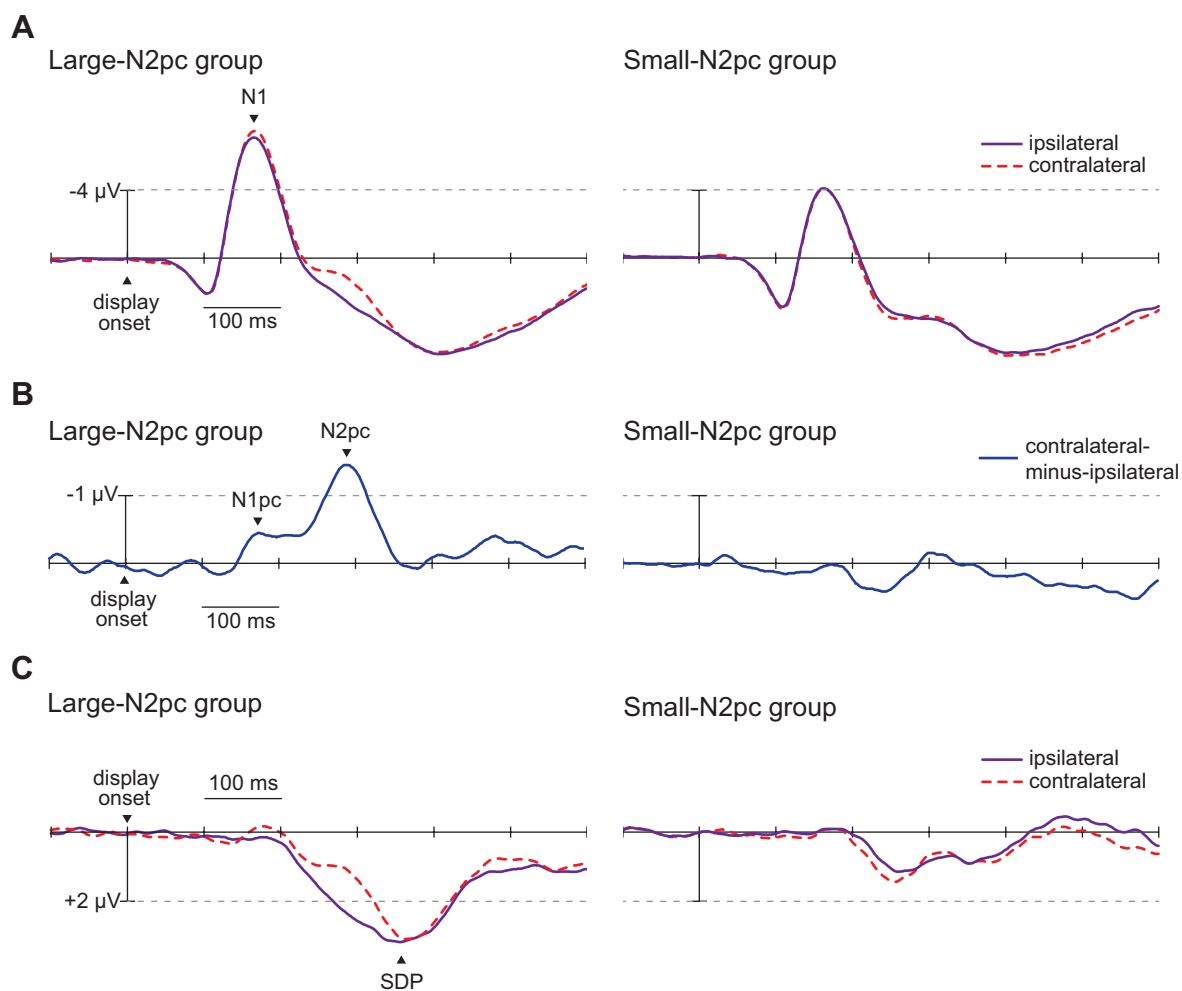 A
Large-N2pc group
Small-N2pc group
N1
ipsilateral
contralateral
-4 µV
display
onset
100 ms
B
Large-N2pc group
Small-N2pc group
N2pc
contralateral-
minus-ipsilateral
-1 µV
N1pc
display
onset
100 ms
C
Large-N2pc group
Small-N2pc group
display
onset
100 ms
ipsilateral
contralateral
+2 µV
SDP